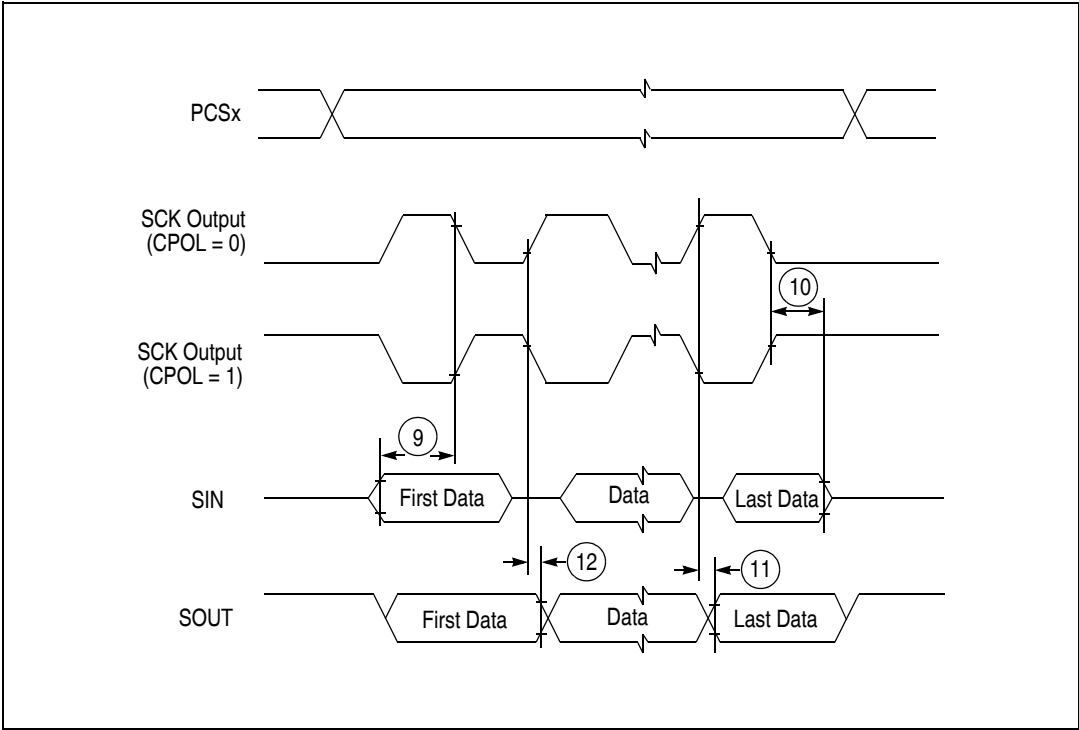 PCSx
SCK Output
(CPOL = 0)
10
SCK Output
(CPOL = 1)
9
SIN
First Data
Data
Last Data
12
11
SOUT
First Data
Data
Last Data